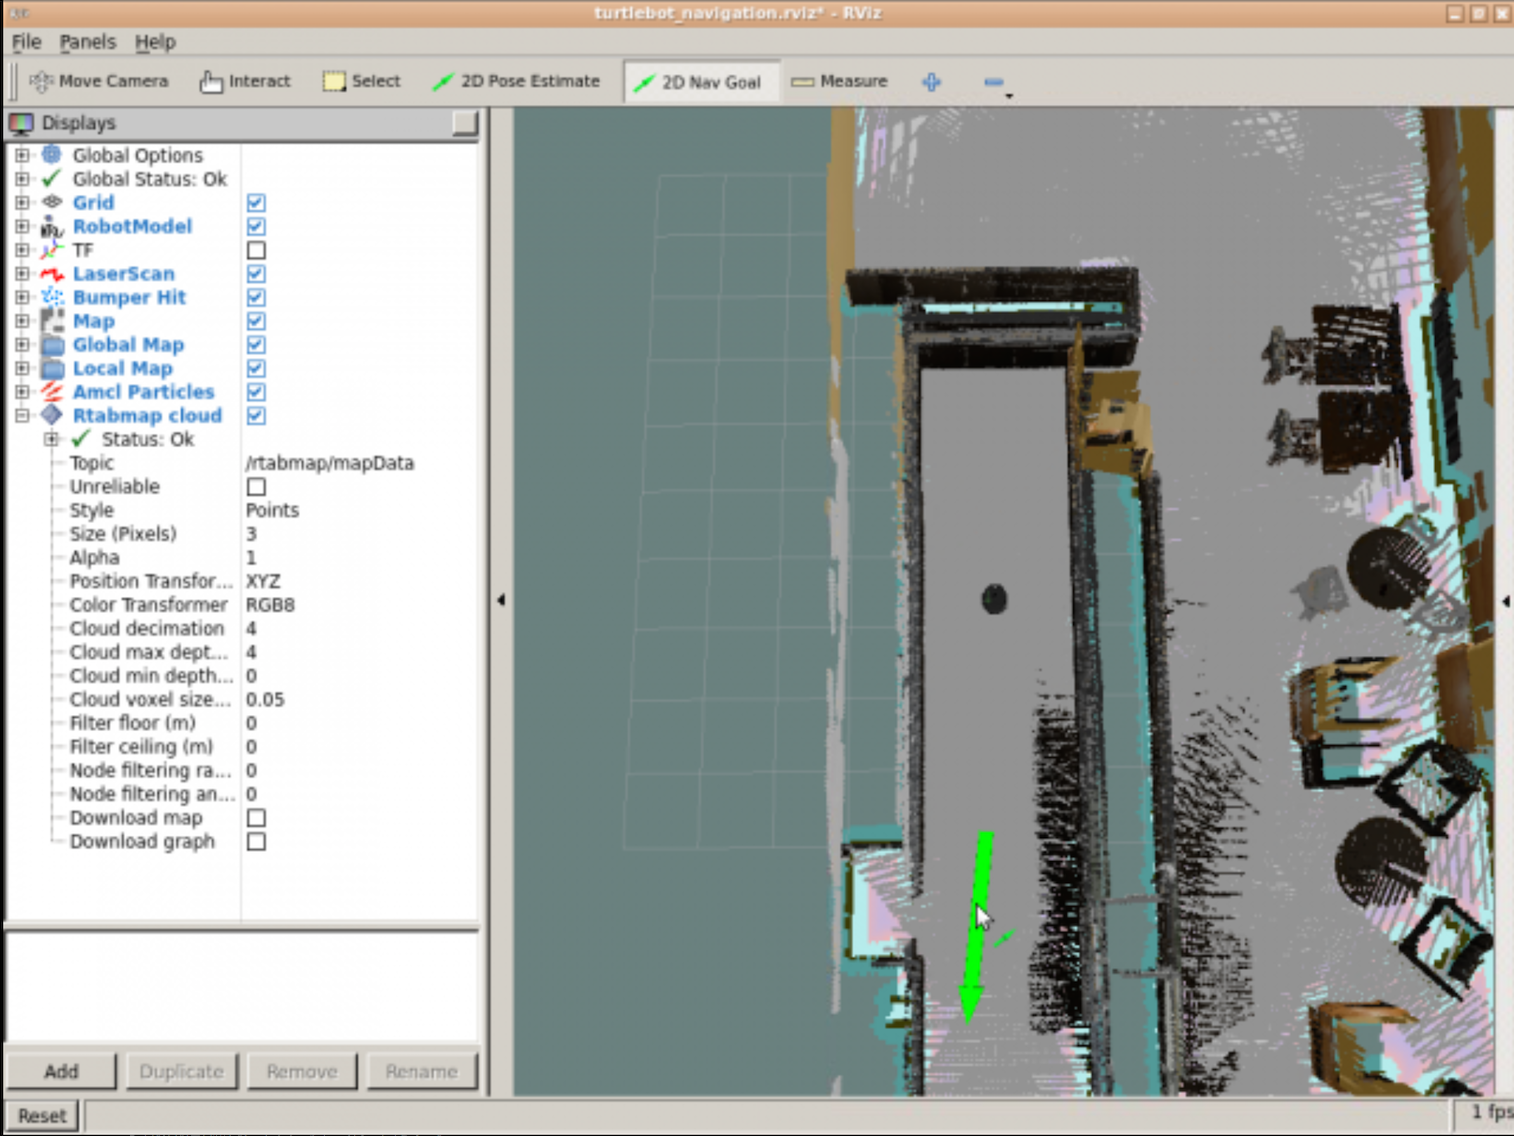 turtlebot_navigation.rviz* - RViz
File Panels Help
Move Camera Interact Select 2D Pose Estimate 2D Nav Goal Measure
Displays
Global Options
Global Status: Ok
Grid
RobotModel
TF
LaserScan
Bumper Hit
Map
Global Map
Local Map
Amcl Particles
Rtabmap cloud
Status: Ok
Topic /rtabmap/mapData
Unreliable
Style Points
Size (Pixels) 3
Alpha 1
Position Transfor... XYZ
Color Transformer RGB8
Cloud decimation 4
Cloud max dept... 4
Cloud min depth... 0
Cloud voxel size... 0.05
Filter floor (m) 0
Filter ceiling (m) 0
Node filtering ra... 0
Node filtering an... 0
Download map
Download graph
Add Duplicate Remove Rename
Reset 1 fps